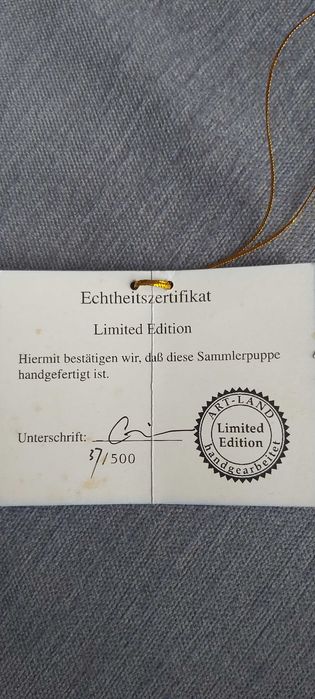 Echtheitszertifikat
Limited Edition
Hiermit bestätigen wir, daß diese Sammlerpuppe
handgefertigt ist.
Unterschrift:
37/500
ART-LAND
Limited
Edition
handgearbeitet